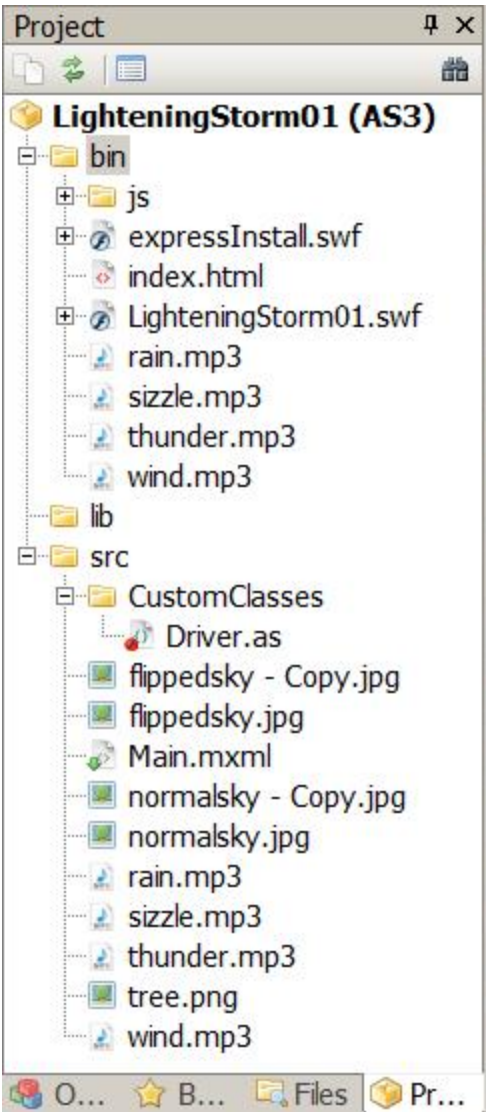 Project
LighteningStorm01 (AS3)
bin
js
expressInstall.swf
index.html
LighteningStorm01.swf
rain.mp3
sizzle.mp3
thunder.mp3
wind.mp3
lib
src
CustomClasses
Driver.as
flippedsky - Copy.jpg
flippedsky.jpg
Main.mxml
normalsky - Copy.jpg
normalsky.jpg
rain.mp3
sizzle.mp3
thunder.mp3
tree.png
wind.mp3
O... B... Files Pr...